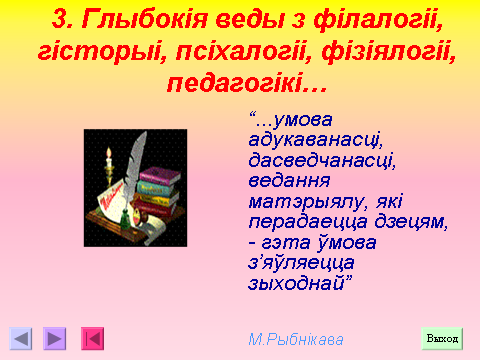 3. Глыбокія веды з філалогіі,
гісторыі, псіхалогіі, фізіялогіі,
педагогікі…
“...умова
адукаванасці,
дасведчанасці,
ведання
матэрыялу, які
перадаецца дзецям,
- гэта ўмова
з’яўляецца
зыходнай”
М.Рыбнікава
Выход